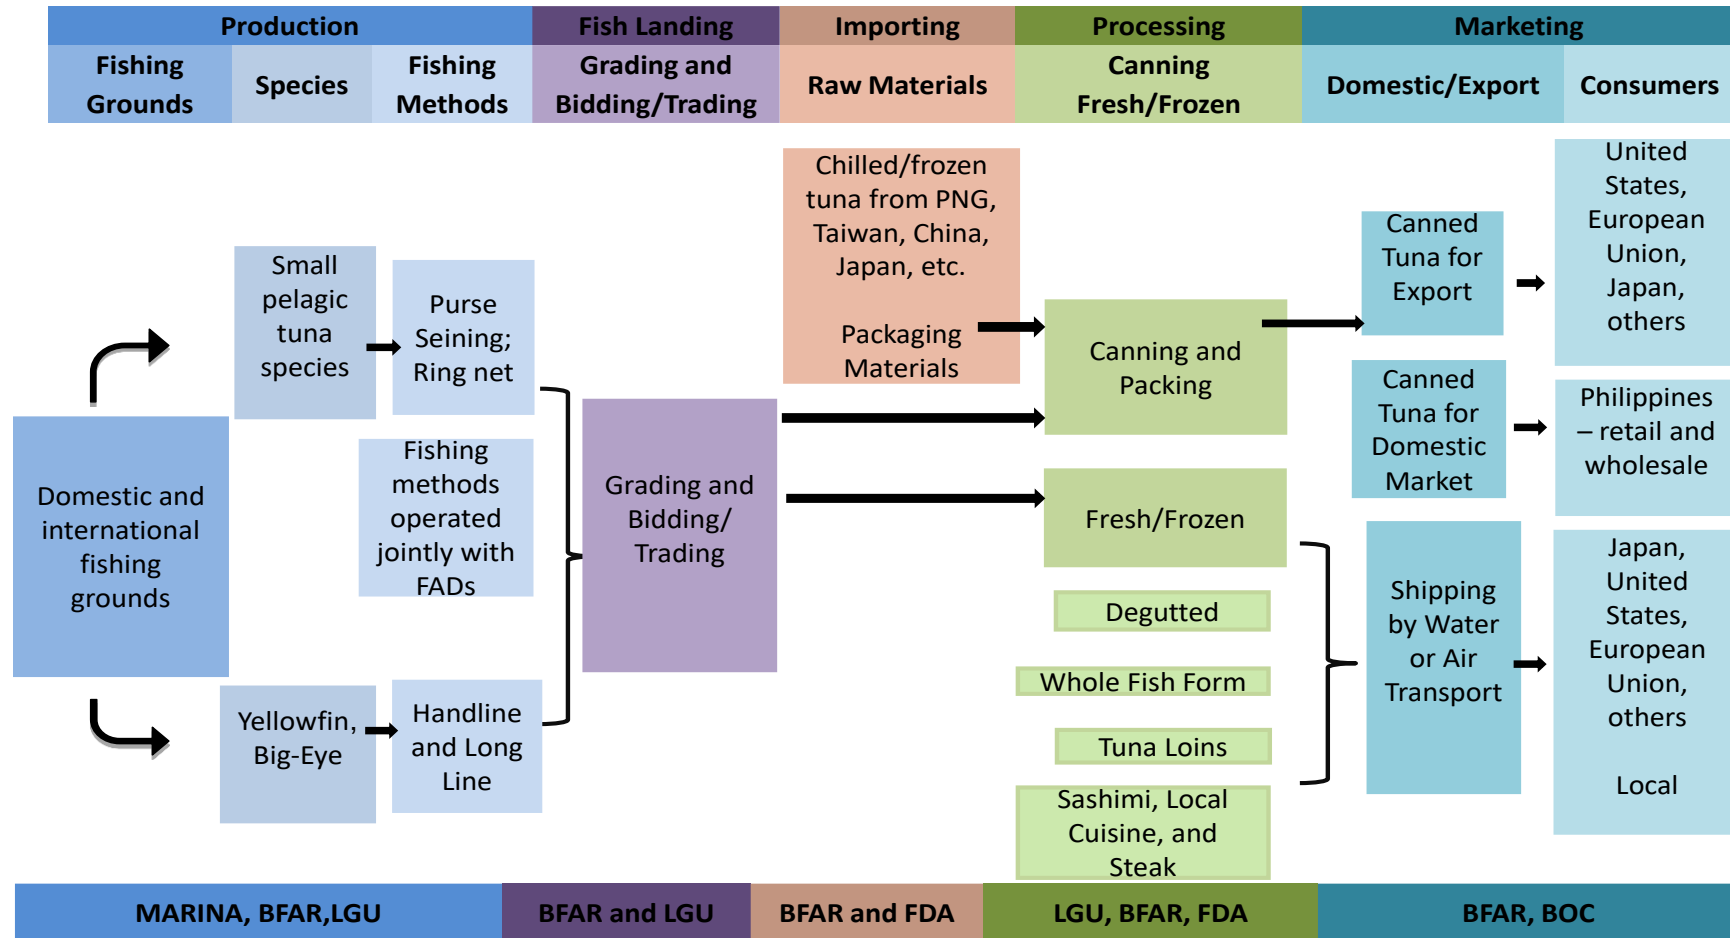 Production
Fish Landing
Importing
Processing
Marketing
Fishing
Grounds
Species
Fishing
Methods
Grading and
Bidding/Trading
Raw Materials
Canning
Fresh/Frozen
Domestic/Export
Consumers
Domestic and
international
fishing
grounds
Small
pelagic
tuna
species
Purse
Seining;
Ring net
Fishing
methods
operated
jointly with
FADs
Yellowfin,
Big-Eye
Handline
and Long
Line
Grading and
Bidding/
Trading
Chilled/frozen
tuna from PNG,
Taiwan, China,
Japan, etc.
Packaging
Materials
Canning and
Packing
Fresh/Frozen
Degutted
Whole Fish Form
Tuna Loins
Sashimi, Local
Cuisine, and
Steak
Canned
Tuna for
Export
Canned
Tuna for
Domestic
Market
Shipping
by Water
or Air
Transport
United
States,
European
Union,
Japan,
others
Philippines
– retail and
wholesale
Japan,
United
States,
European
Union,
others
Local
MARINA, BFAR,LGU
BFAR and LGU
BFAR and FDA
LGU, BFAR, FDA
BFAR, BOC